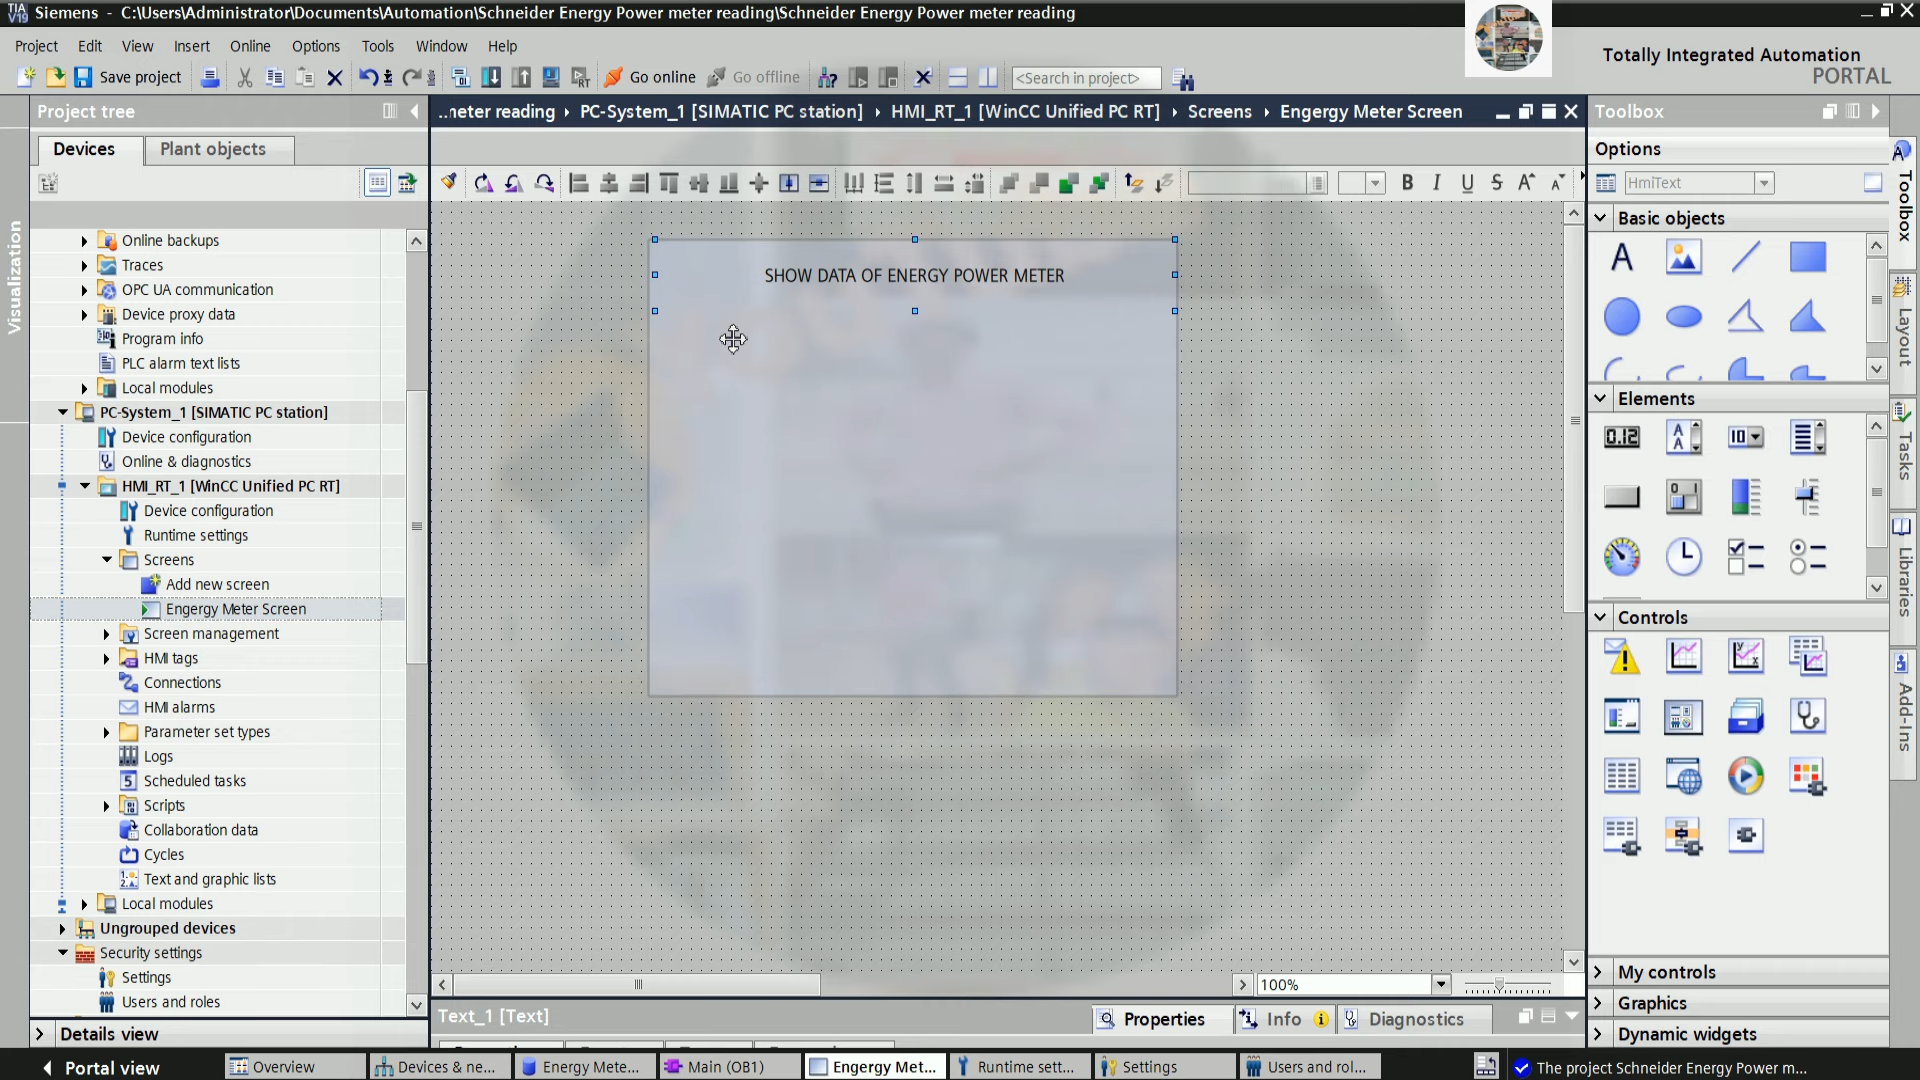 TIA
V19
Siemens - C:\Users\Administrator\Documents\Automation\Schneider Energy Power meter reading\Schneider Energy Power meter reading
Project Edit View Insert Online Options Tools Window Help
Totally Integrated Automation
PORTAL
Save project
Go online
Go offline
<Search in project>
Project tree
...neter reading › PC-System_1 [SIMATIC PC station] › HMI_RT_1 [WinCC Unified PC RT] › Screens › Engergy Meter Screen
Toolbox
Devices
Plant objects
Options
HmiText
B I U S A A
Visualization
Basic objects
SHOW DATA OF ENERGY POWER METER
Online backups
Traces
OPC UA communication
Device proxy data
Program info
PLC alarm text lists
Local modules
PC-System_1 [SIMATIC PC station]
Device configuration
Online & diagnostics
HMI_RT_1 [WinCC Unified PC RT]
Device configuration
Runtime settings
Screens
Add new screen
Engergy Meter Screen
Screen management
HMI tags
Connections
HMI alarms
Parameter set types
Logs
Scheduled tasks
Scripts
Collaboration data
Cycles
Text and graphic lists
Local modules
Ungrouped devices
Security settings
Settings
Users and roles
Details view
Elements
0.12
10
Controls
My controls
Graphics
Dynamic widgets
Toolbox
Layout
Tasks
Libraries
Add-Ins
100%
Text_1 [Text]
Properties
Info
Diagnostics
Portal view
Overview
Devices & ne...
Energy Mete...
Main (OB1)
Engergy Met...
Runtime sett...
Settings
Users and rol...
The project Schneider Energy Power m...